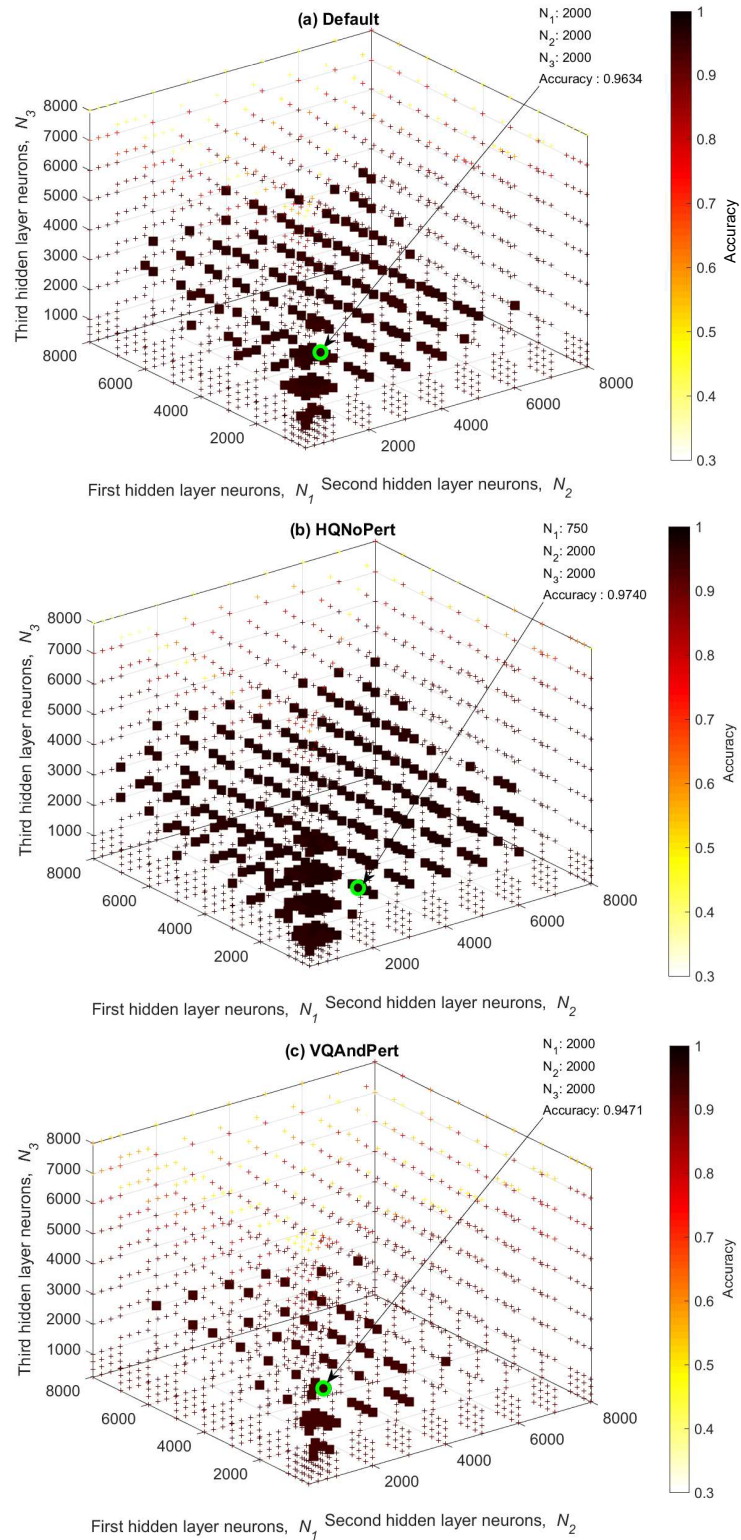 (a) Default
N1: 2000
N2: 2000
N3: 2000
Accuracy : 0.9634
8000
7000
6000
5000
4000
3000
2000
1000
Third hidden layer neurons, N3
8000
6000
4000
2000
First hidden layer neurons, N1
2000
4000
6000
8000
Second hidden layer neurons, N2
1
0.9
0.8
0.7
0.6
0.5
0.4
0.3
Accuracy
(b) HQNoPert
N1: 750
N2: 2000
N3: 2000
Accuracy : 0.9740
8000
7000
6000
5000
4000
3000
2000
1000
Third hidden layer neurons, N3
8000
6000
4000
2000
First hidden layer neurons, N1
2000
4000
6000
8000
Second hidden layer neurons, N2
1
0.9
0.8
0.7
0.6
0.5
0.4
0.3
Accuracy
(c) VQAndPert
N1: 2000
N2: 2000
N3: 2000
Accuracy: 0.9471
8000
7000
6000
5000
4000
3000
2000
1000
Third hidden layer neurons, N3
8000
6000
4000
2000
First hidden layer neurons, N1
2000
4000
6000
8000
Second hidden layer neurons, N2
1
0.9
0.8
0.7
0.6
0.5
0.4
0.3
Accuracy